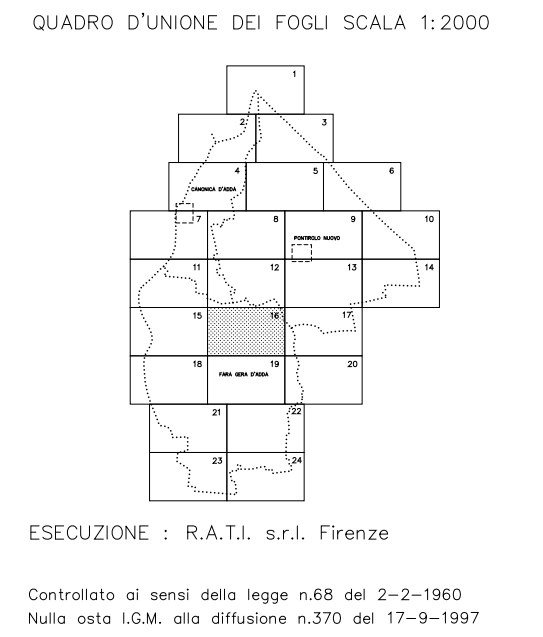 QUADRO D'UNIONE DEI FOGLI SCALA 1:2000
1
2 3
4 5 6
CANONICA D'ADDA
7 8 9 10
PONTIROLO NUOVO
11 12 13 14
15 16 17
18 19 20
FARA GERA D'ADDA
21 22
23 24
ESECUZIONE : R.A.T.I. s.r.l. Firenze
Controllato ai sensi della legge n.68 del 2-2-1960
Nulla osta I.G.M. alla diffusione n.370 del 17-9-1997